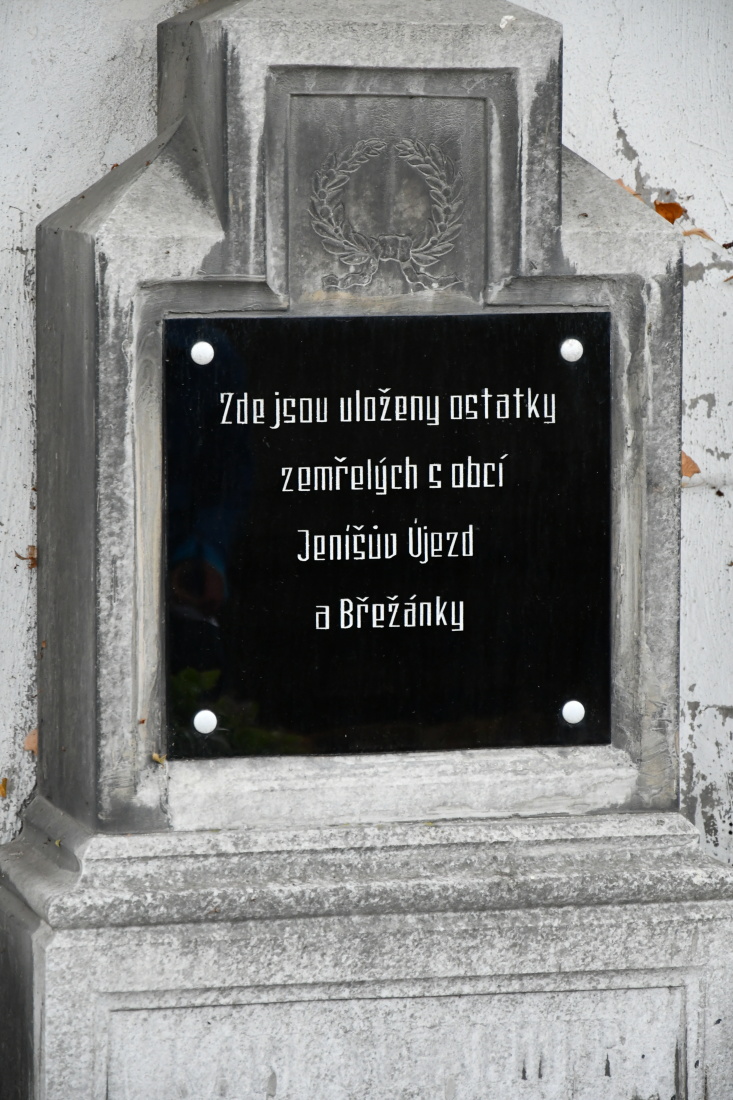 Zde jsou uloženy ostatky
zemřelých s obcí
Jeníšův Újezd
a Břežánky